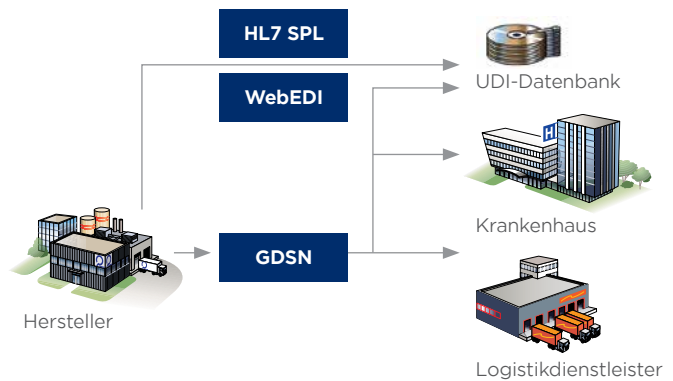 HL7 SPL
UDI-Datenbank
WebEDI
H
Krankenhaus
GDSN
Hersteller
Logistikdienstleister